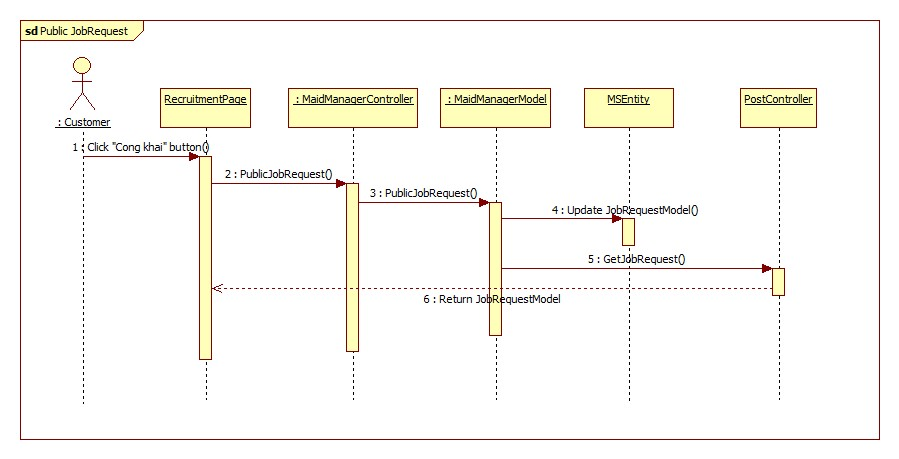 sd Public JobRequest
: Customer
RecruitmentPage
: MaidManagerController
: MaidManagerModel
MSEntity
PostController
1 : Click "Cong khai" button()
2 : PublicJobRequest()
3 : PublicJobRequest()
4 : Update JobRequestModel()
5 : GetJobRequest()
6 : Return JobRequestModel